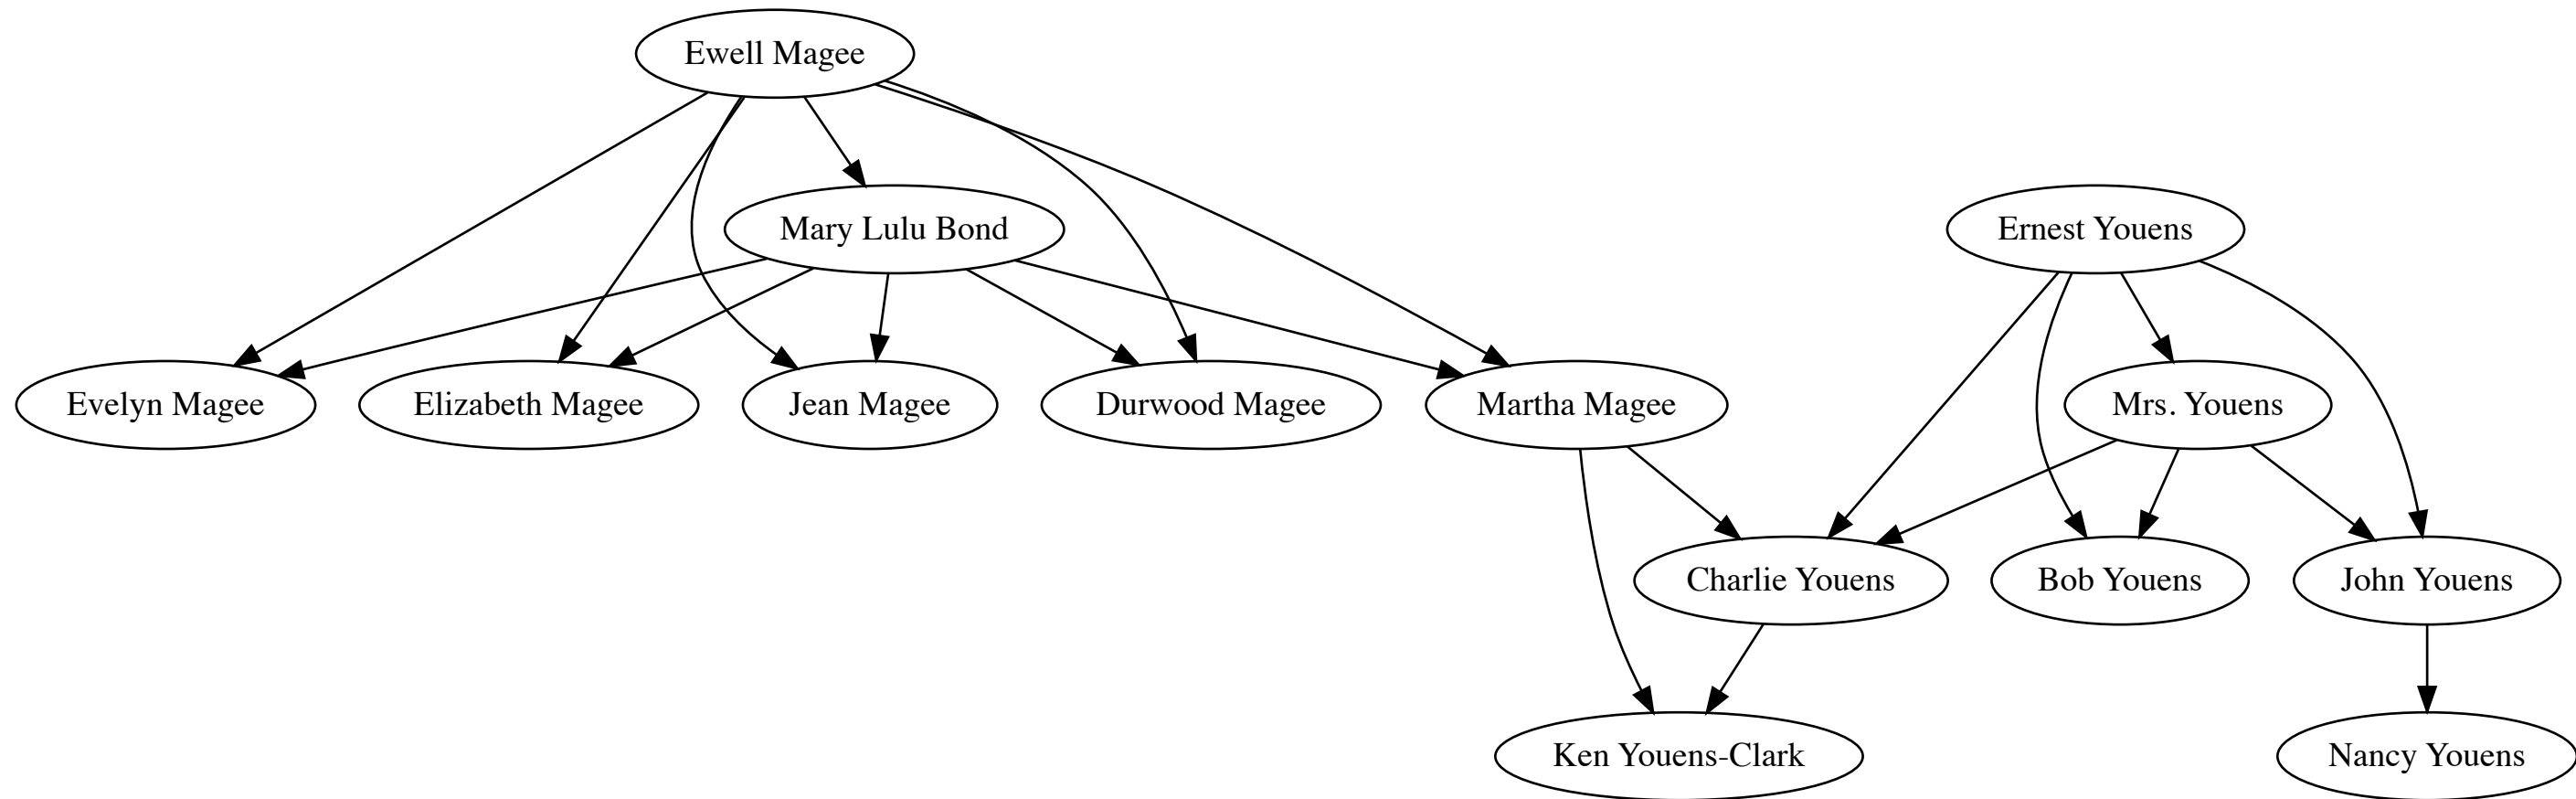 Ewell Magee
Mary Lulu Bond
Ernest Youens
Evelyn Magee
Elizabeth Magee
Jean Magee
Durwood Magee
Martha Magee
Mrs. Youens
Charlie Youens
Bob Youens
John Youens
Ken Youens-Clark
Nancy Youens